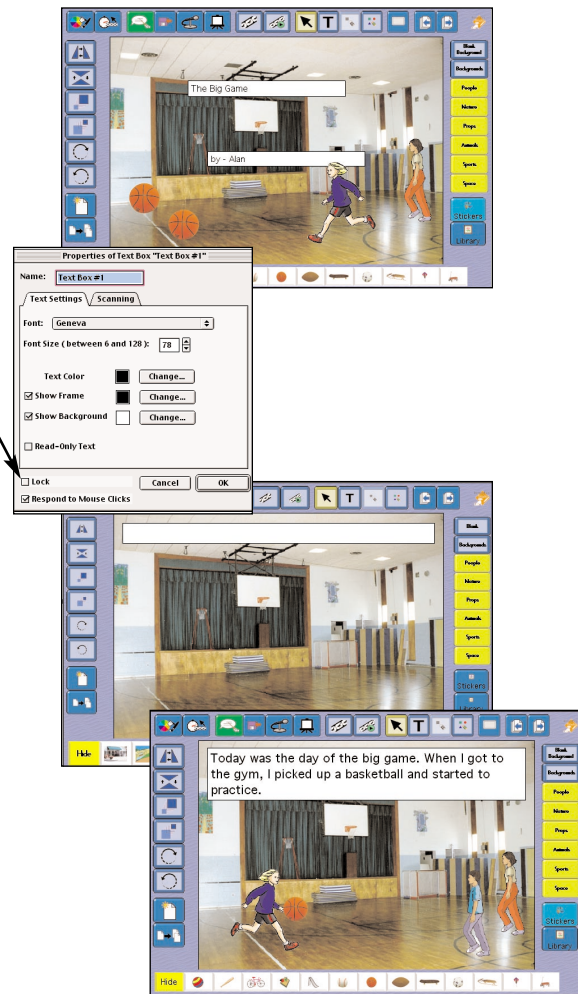 Blank
Background
Backgrounds
People
Nature
Props
Animals
Sports
Space
Stickers
Library
The Big Game
by - Alan
Properties of Text Box "Text Box #1"
Name: Text Box #1
Text Settings Scanning
Font: Geneva
Font Size ( between 6 and 128 ): 78
Text Color Change...
Show Frame Change...
Show Background Change...
Read-Only Text
Lock Cancel OK
Respond to Mouse Clicks
T
Blank
Backgrounds
People
Nature
Props
Animals
Sports
Space
Stickers
Library
Hide
T
Today was the day of the big game. When I got to
the gym, I picked up a basketball and started to
practice.
Blank
Background
Backgrounds
People
Nature
Props
Animals
Sports
Space
Stickers
Library
Hide